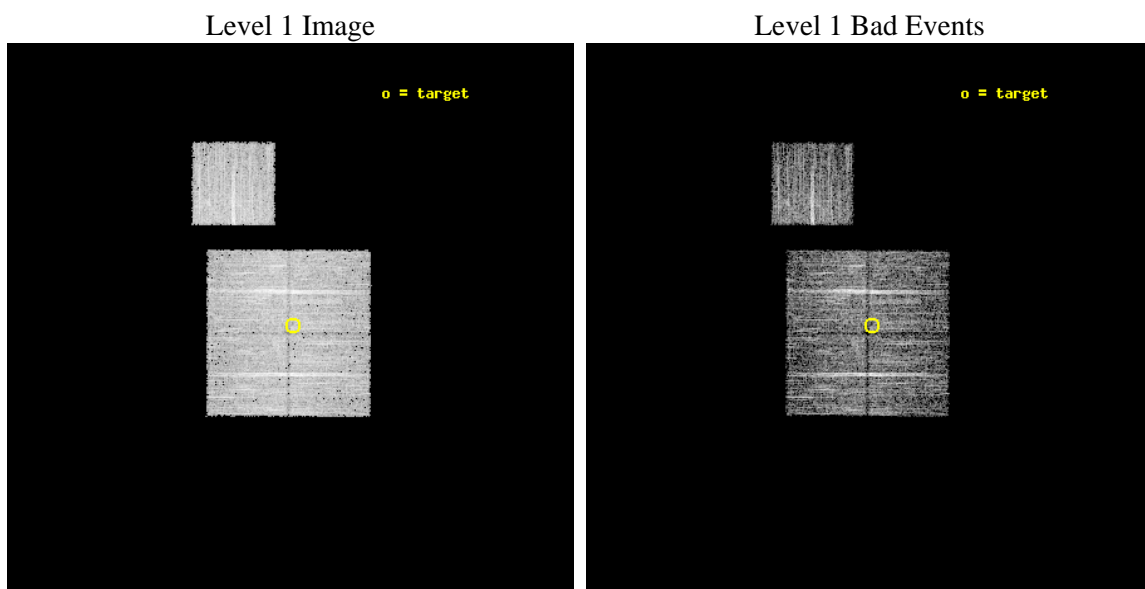 Level 1 Image
Level 1 Bad Events
o = target
o = target